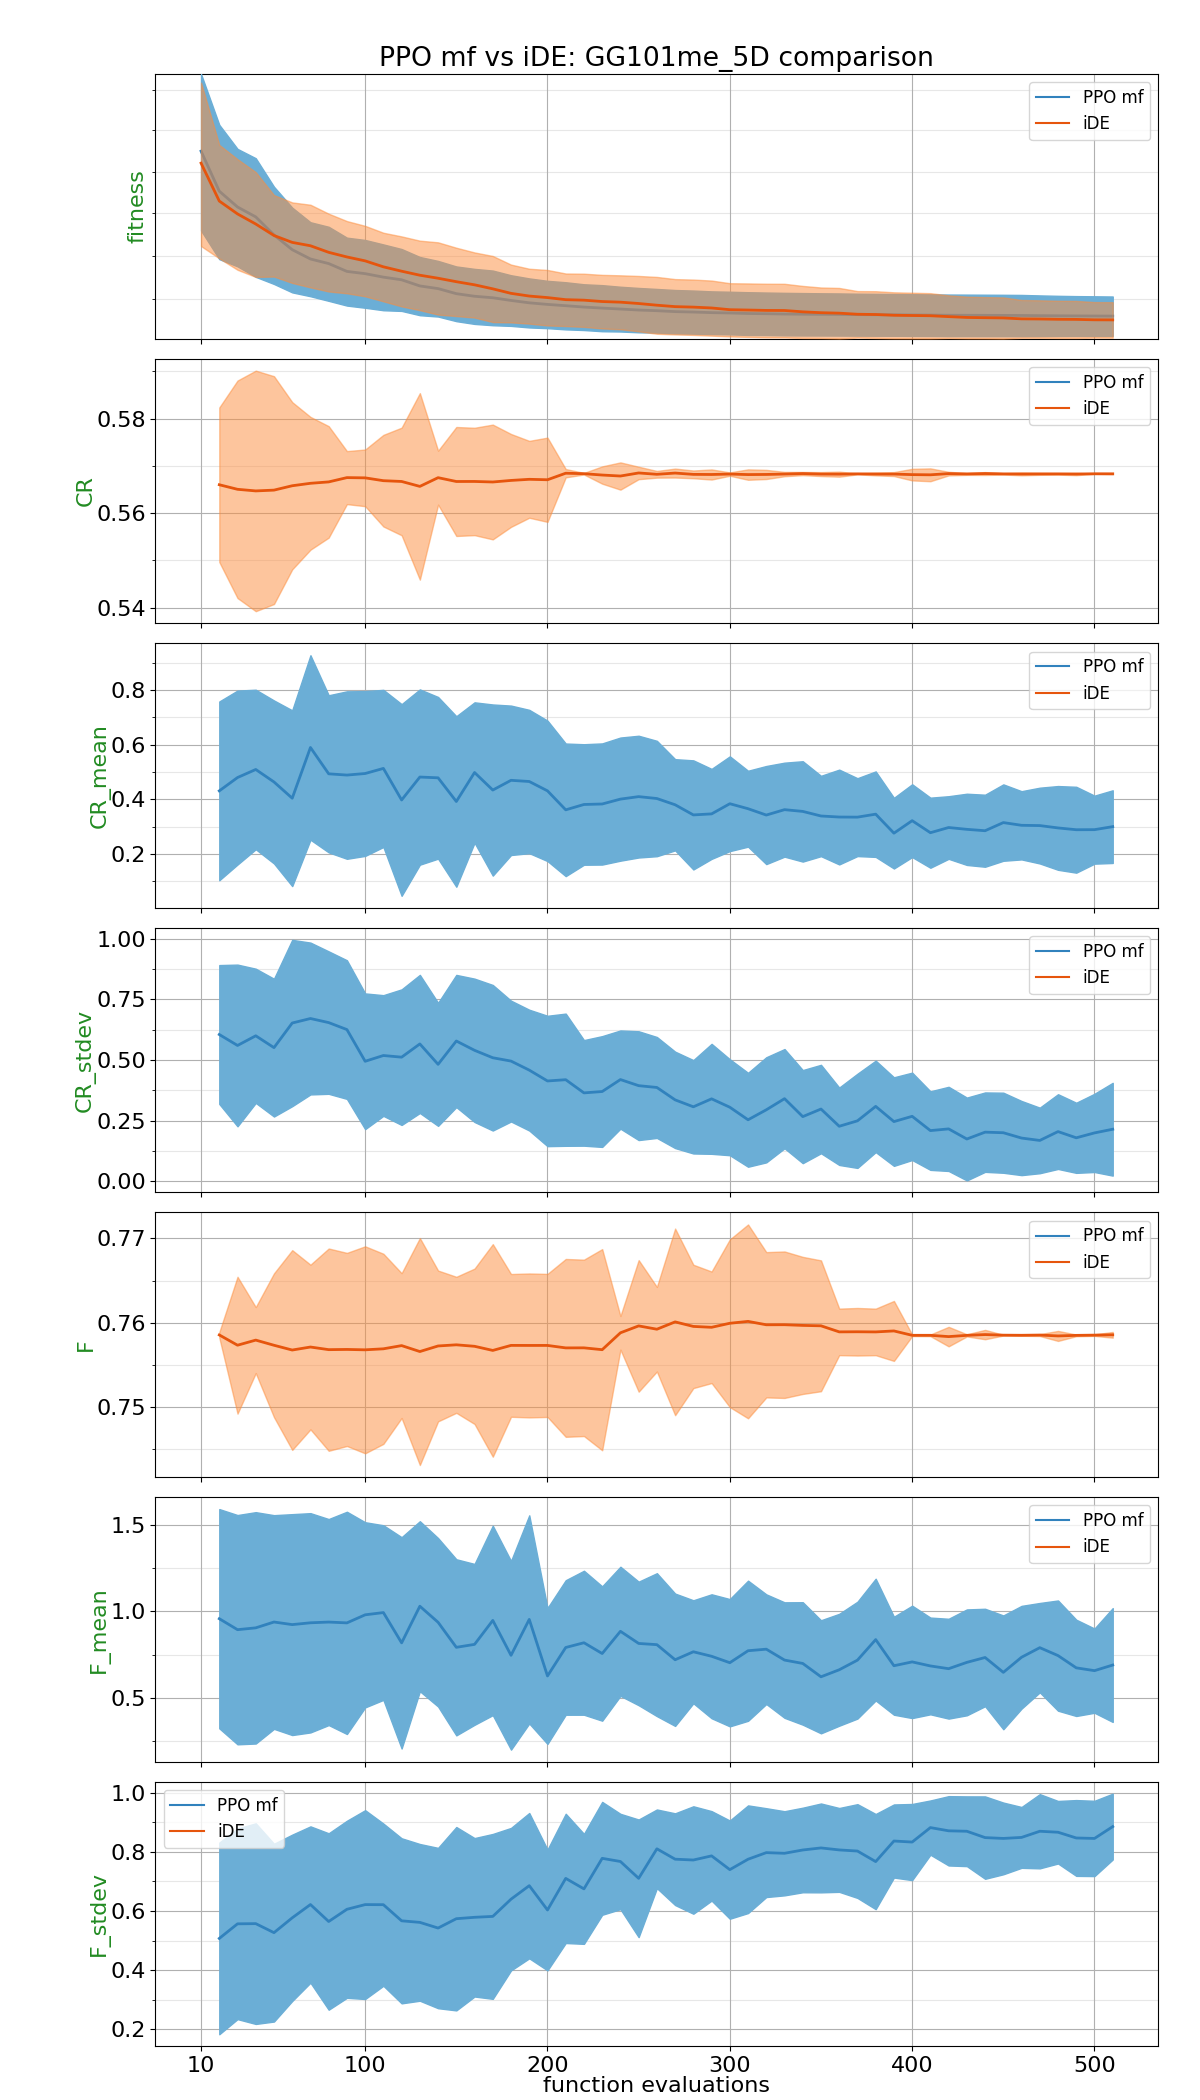 PPO mf vs iDE: GG101me_5D comparison
fitness
PPO mf
iDE
CR
0.58
0.56
0.54
PPO mf
iDE
CR_mean
0.8
0.6
0.4
0.2
PPO mf
iDE
CR_stdev
1.00
0.75
0.50
0.25
0.00
PPO mf
iDE
F
0.77
0.76
0.75
PPO mf
iDE
F_mean
1.5
1.0
0.5
PPO mf
iDE
F_stdev
1.0
0.8
0.6
0.4
0.2
PPO mf
iDE
10 100 200 300 400 500
function evaluations